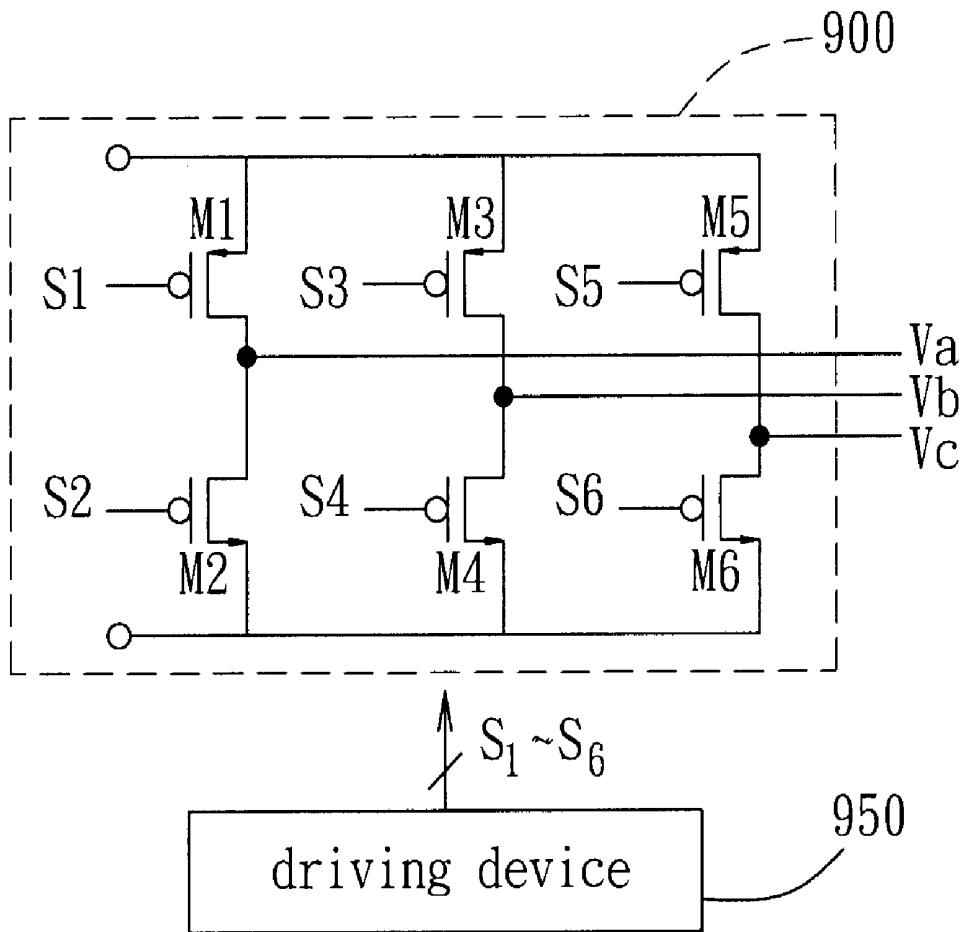 900
M1 M3 M5
S1 S3 S5
Va
Vb
Vc
S2 S4 S6
M2 M4 M6
S1 ~S6
950
driving device